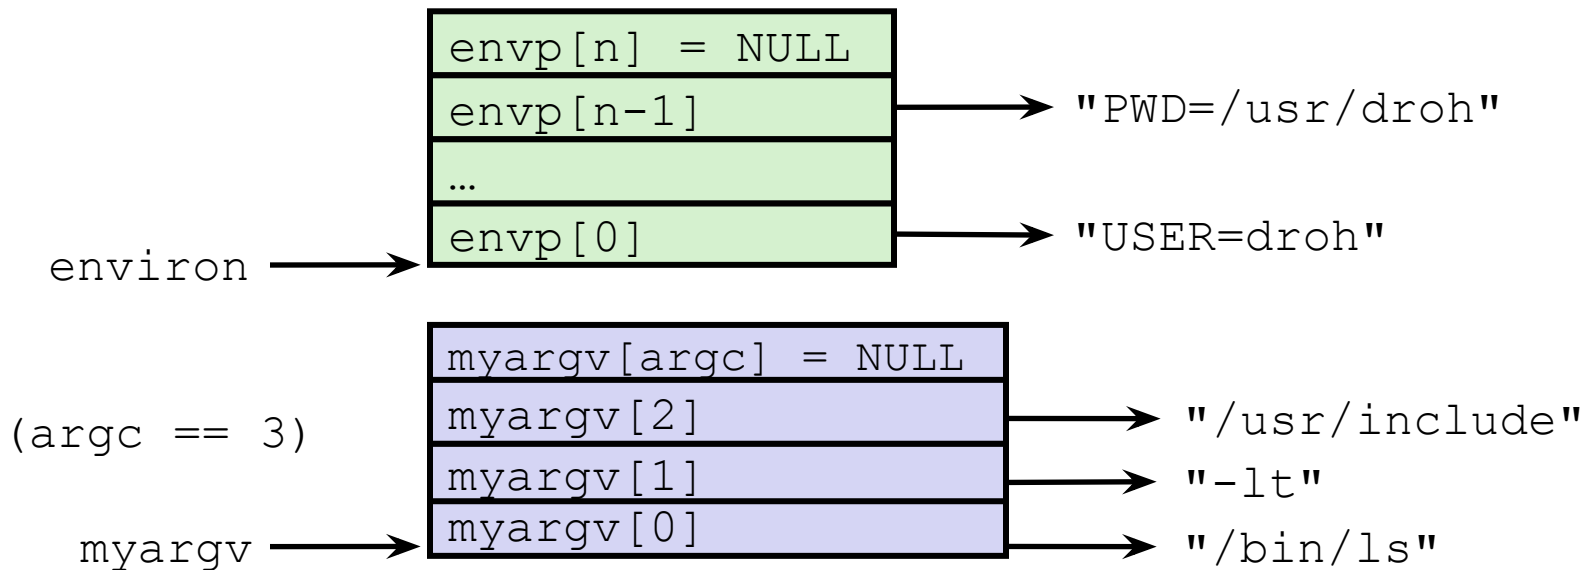 envp[n] = NULL
envp[n-1]
"PWD=/usr/droh"
…
envp[0]
"USER=droh"
environ
myargv[argc] = NULL
myargv[2]
"/usr/include"
(argc == 3)
myargv[1]
"-lt"
myargv[0]
"/bin/ls"
myargv